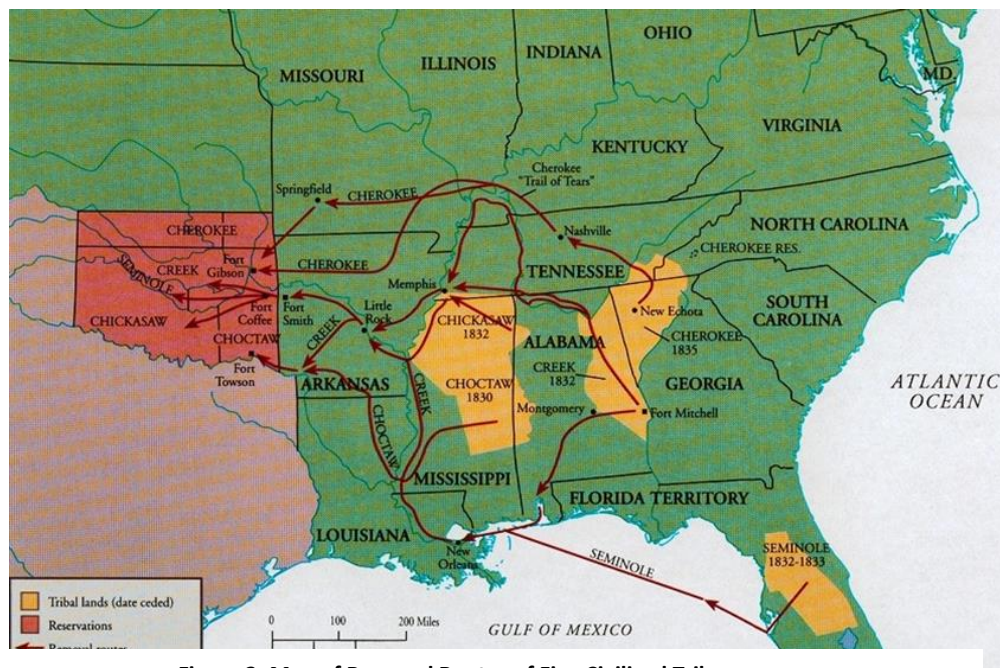 OHIO
INDIANA
ILLINOIS
MISSOURI
MD.
VIRGINIA
KENTUCKY
Cherokee
"Trail of Tears"
Springfield
CHEROKEE
NORTH CAROLINA
CHEROKEE
Nashville
CHEROKEE RES.
Fort
Gibson
CHEROKEE
CREEK
TENNESSEE
SEMINOLE
Memphis
Fort
Coffee
Fort
Smith
Little
Rock
New Echota
SOUTH
CAROLINA
CHICKASAW
CHICKASAW
1832
CREEK
ALABAMA
CHEROKEE
1835
CHOCTAW
Fort
Towson
ARKANSAS
CREEK
CHOCTAW
1830
CREEK
1832
GEORGIA
ATLANTIC
OCEAN
Montgomery
Fort Mitchell
CHOCTAW
MISSISSIPPI
FLORIDA TERRITORY
LOUISIANA
New
Orleans
SEMINOLE
SEMINOLE
1832-1833
Tribal lands (date ceded)
Reservations
Removal routes
0 100 200 Miles
GULF OF MEXICO